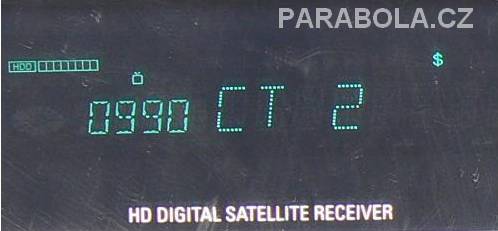 PARABOLA.CZ
$
HDD
0990 CT 2
HD DIGITAL SATELLITE RECEIVER